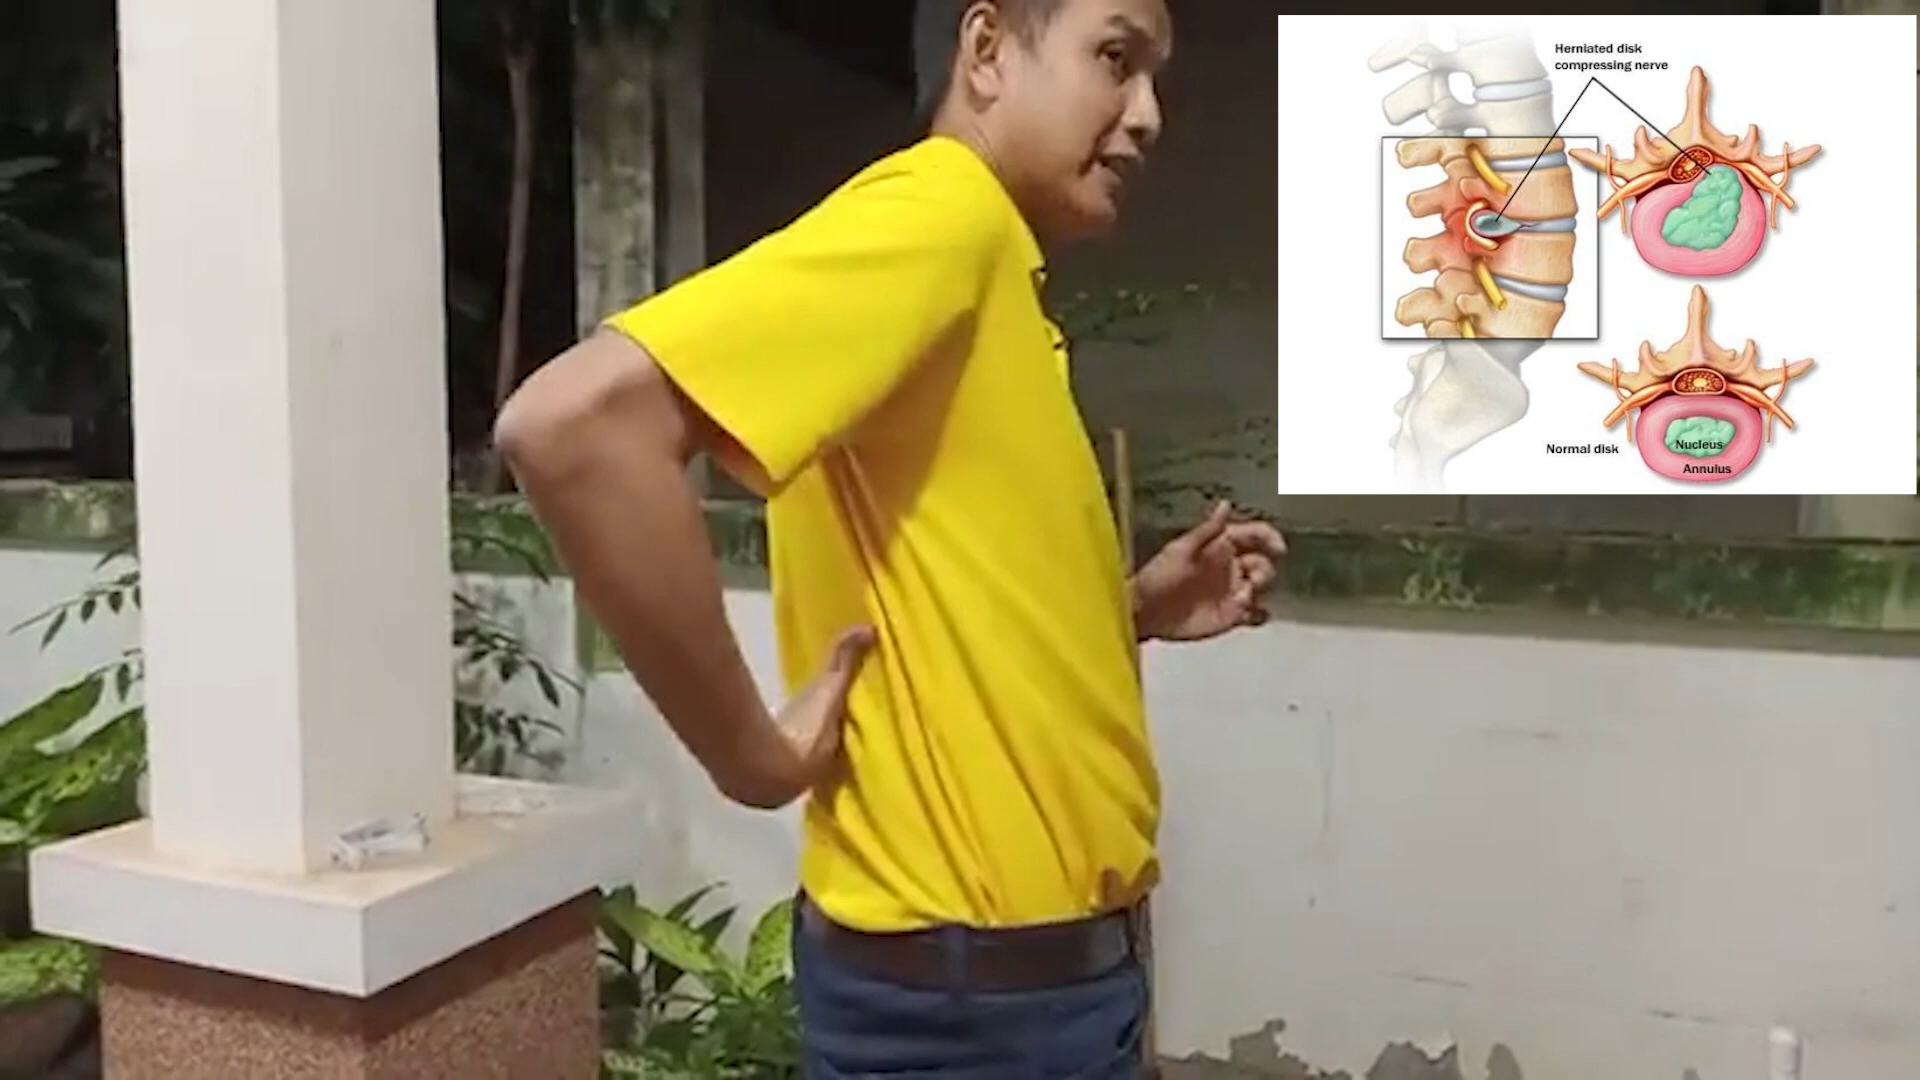 Herniated disk
compressing nerve
Normal disk
Nucleus
Annulus